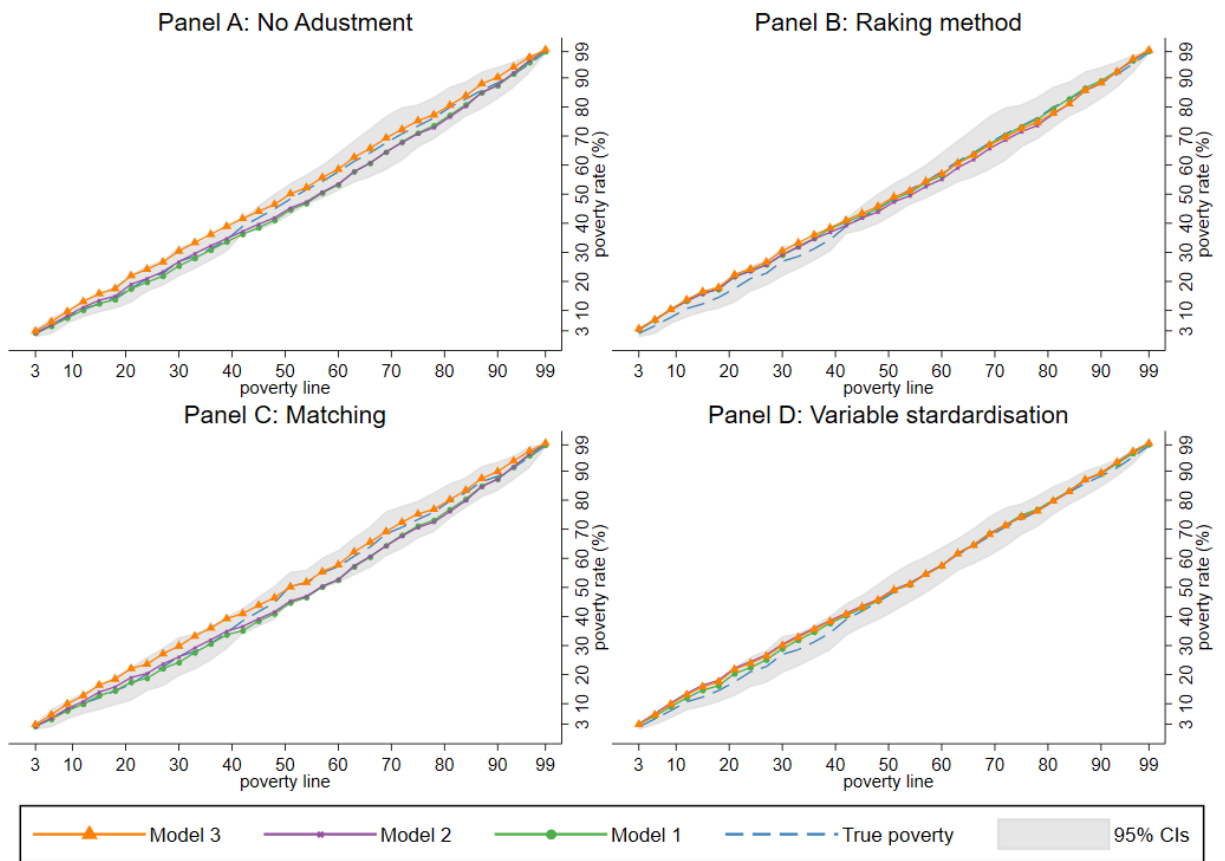 Panel A: No Adustment
99
90
80
70
60
50
40
30
20
10
3
poverty rate (%)
3 10 20 30 40 50 60 70 80 90 99
poverty line
Panel B: Raking method
99
90
80
70
60
50
40
30
20
10
3
poverty rate (%)
3 10 20 30 40 50 60 70 80 90 99
poverty line
Panel C: Matching
99
90
80
70
60
50
40
30
20
10
3
poverty rate (%)
3 10 20 30 40 50 60 70 80 90 99
poverty line
Panel D: Variable stardardisation
99
90
80
70
60
50
40
30
20
10
3
poverty rate (%)
3 10 20 30 40 50 60 70 80 90 99
poverty line
Model 3 Model 2 Model 1 True poverty 95% CIs